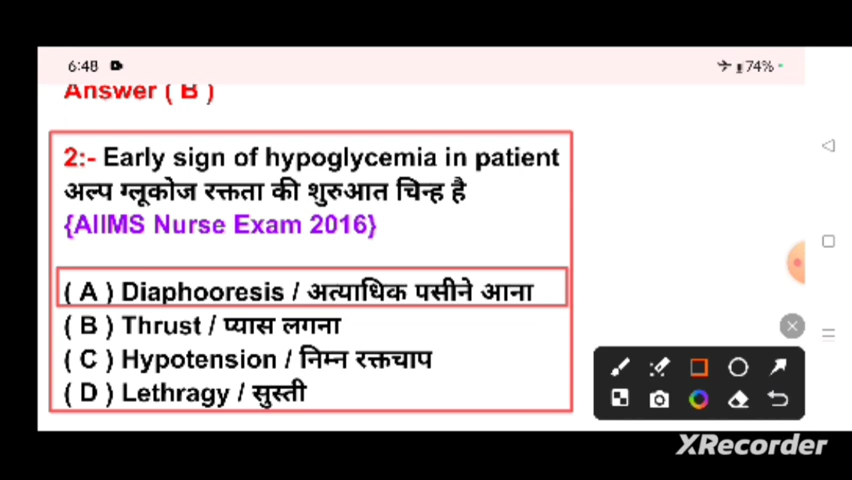 6:48
74%
Answer ( B )
2:- Early sign of hypoglycemia in patient
अल्प ग्लूकोज रक्तता की शुरुआत चिन्ह है
{AIIMS Nurse Exam 2016}
( A ) Diaphooresis / अत्याधिक पसीने आना
( B ) Thrust / प्यास लगना
( C ) Hypotension / निम्न रक्तचाप
( D ) Lethragy / सुस्ती
XRecorder